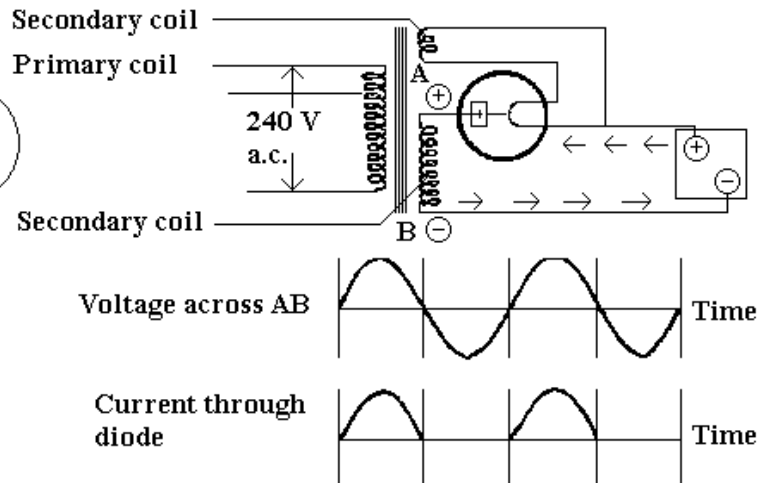 Secondary coil
Primary coil
A
⊕
240 V
a.c.
⊕
⊖
Secondary coil
B ⊖
Voltage across AB
Time
Current through
diode
Time